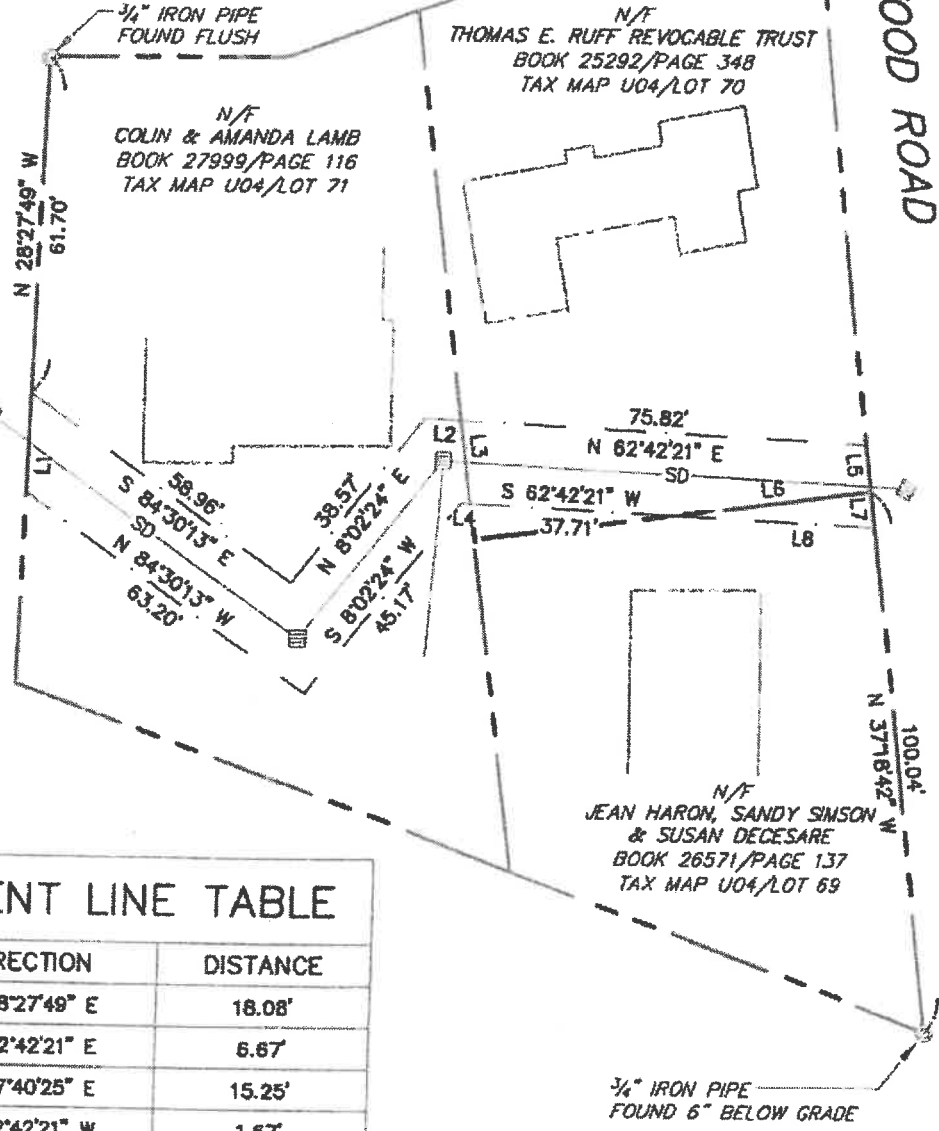 3/4" IRON PIPE
FOUND FLUSH
N/F
THOMAS E. RUFF REVOCABLE TRUST
BOOK 25292/PAGE 348
TAX MAP U04/LOT 70
OOD ROAD
N/F
COLIN & AMANDA LAMB
BOOK 27999/PAGE 116
TAX MAP U04/LOT 71
N 28°27'49" W
61.70'
L1
58.96'
S 84°30'13" E
SD
N 84°30'13" W
63.20'
38.57'
N 8°02'24" E
S 8°02'24" W
45.17'
L2
L3
L4
75.82'
N 62°42'21" E
SD
L6
S 62°42'21" W
37.71'
L8
L5
L7
100.04'
N 37°18'42" W
N/F
JEAN HARON, SANDY SIMSON
& SUSAN DECESARE
BOOK 26571/PAGE 137
TAX MAP U04/LOT 69
ENT LINE TABLE
RECTION DISTANCE
8°27'49" E 18.08'
2°42'21" E 6.67'
7°40'25" E 15.25'
2°42'21" W 1.67'
3/4" IRON PIPE
FOUND 6" BELOW GRADE